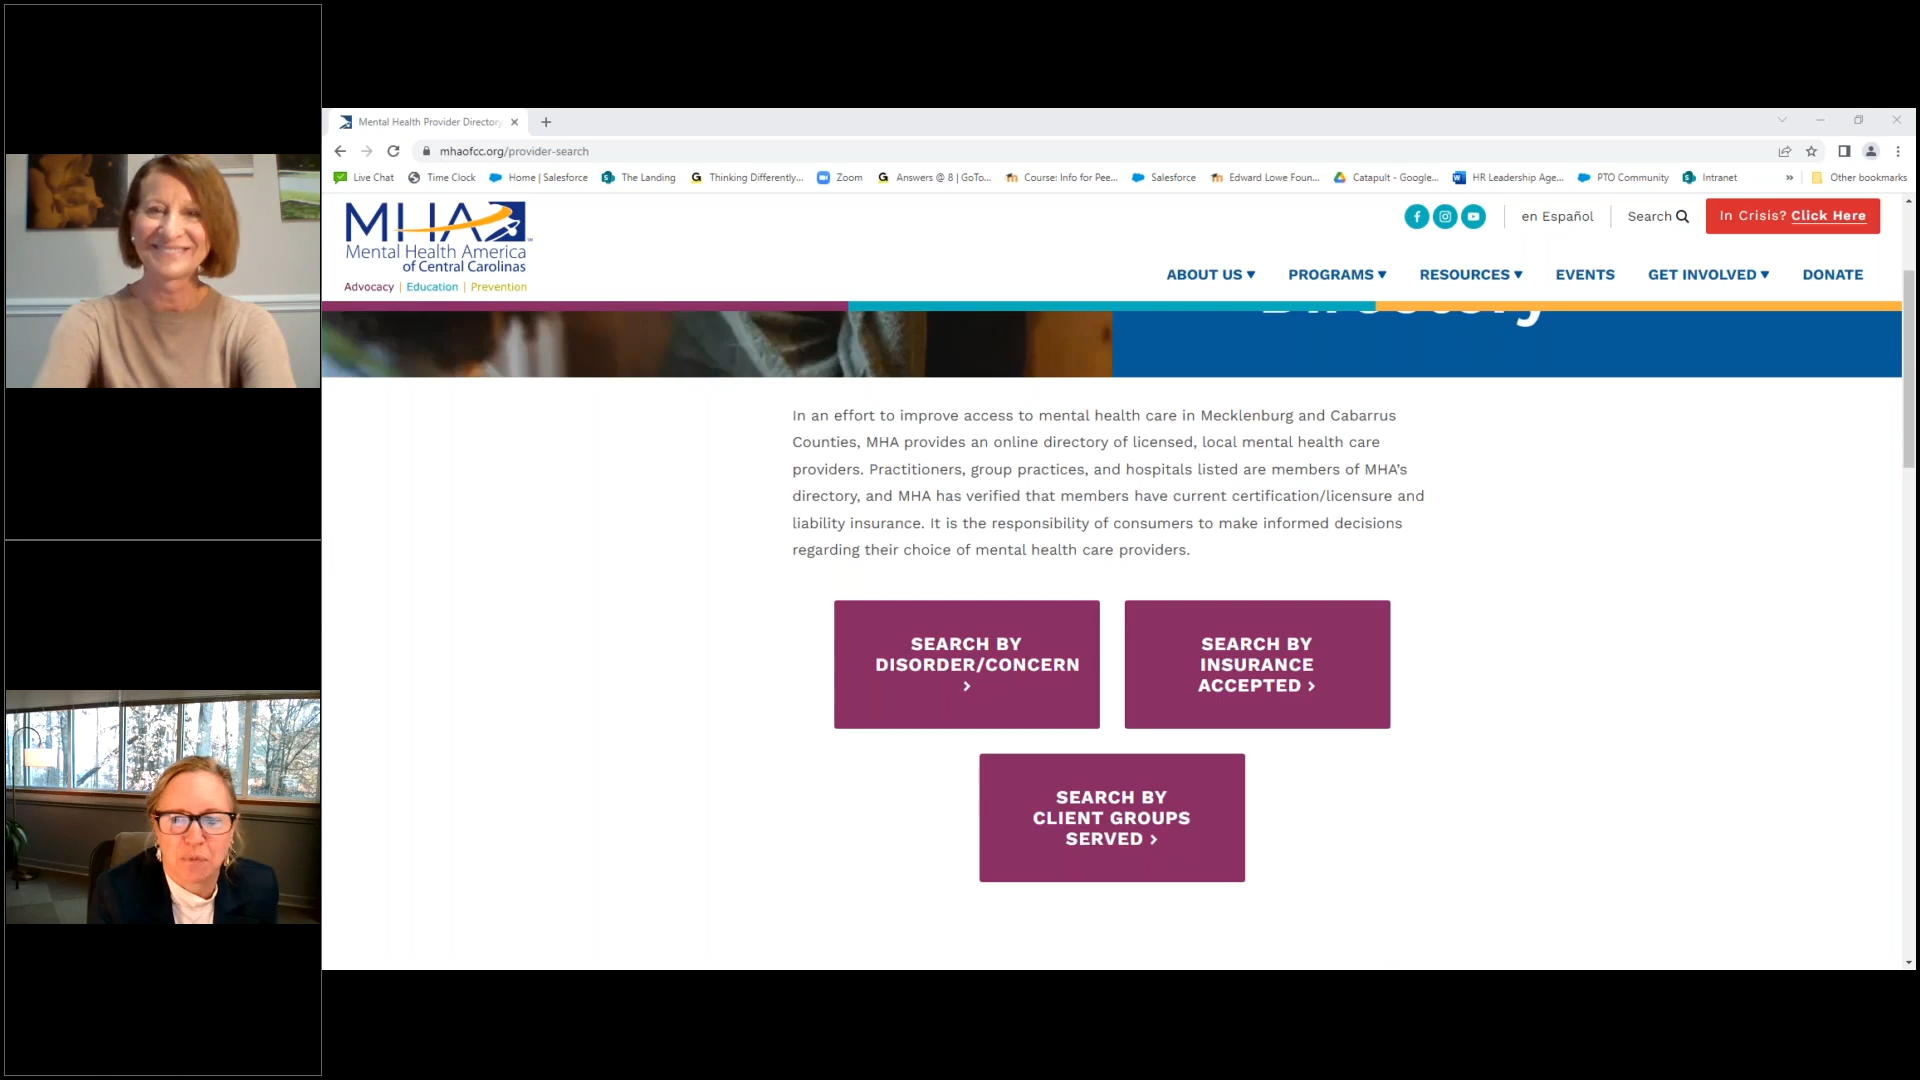 Mental Health Provider Directory
mhaofcc.org/provider-search
Live Chat
Time Clock
Home | Salesforce
The Landing
Thinking Differently...
Zoom
Answers @ 8 | GoTo...
Course: Info for Pee...
Salesforce
Edward Lowe Foun...
Catapult - Google...
HR Leadership Age...
PTO Community
Intranet
»
Other bookmarks
MHA
Mental Health America
of Central Carolinas
Advocacy | Education | Prevention
en Español
Search
In Crisis? Click Here
ABOUT US
PROGRAMS
RESOURCES
EVENTS
GET INVOLVED
DONATE
Directory
In an effort to improve access to mental health care in Mecklenburg and Cabarrus
Counties, MHA provides an online directory of licensed, local mental health care
providers. Practitioners, group practices, and hospitals listed are members of MHA's
directory, and MHA has verified that members have current certification/licensure and
liability insurance. It is the responsibility of consumers to make informed decisions
regarding their choice of mental health care providers.
SEARCH BY
DISORDER/CONCERN
>
SEARCH BY
INSURANCE
ACCEPTED >
SEARCH BY
CLIENT GROUPS
SERVED >